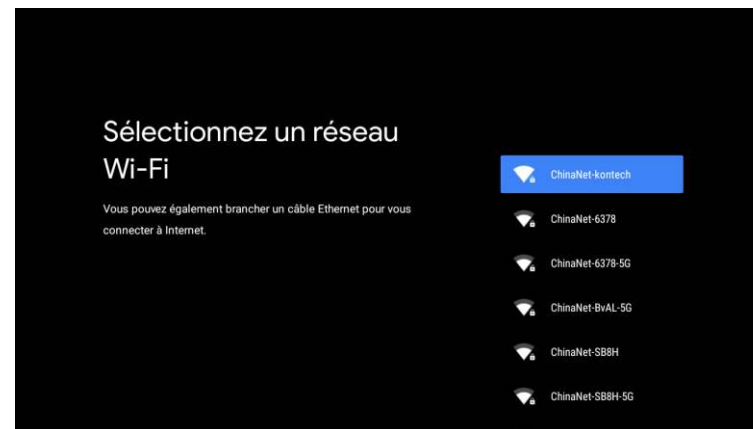 Sélectionnez un réseau
Wi-Fi
Vous pouvez également brancher un câble Ethernet pour vous
connecter à Internet.
ChinaNet-kontech
ChinaNet-6378
ChinaNet-6378-5G
ChinaNet-BvAL-5G
ChinaNet-SB8H
ChinaNet-SB8H-5G